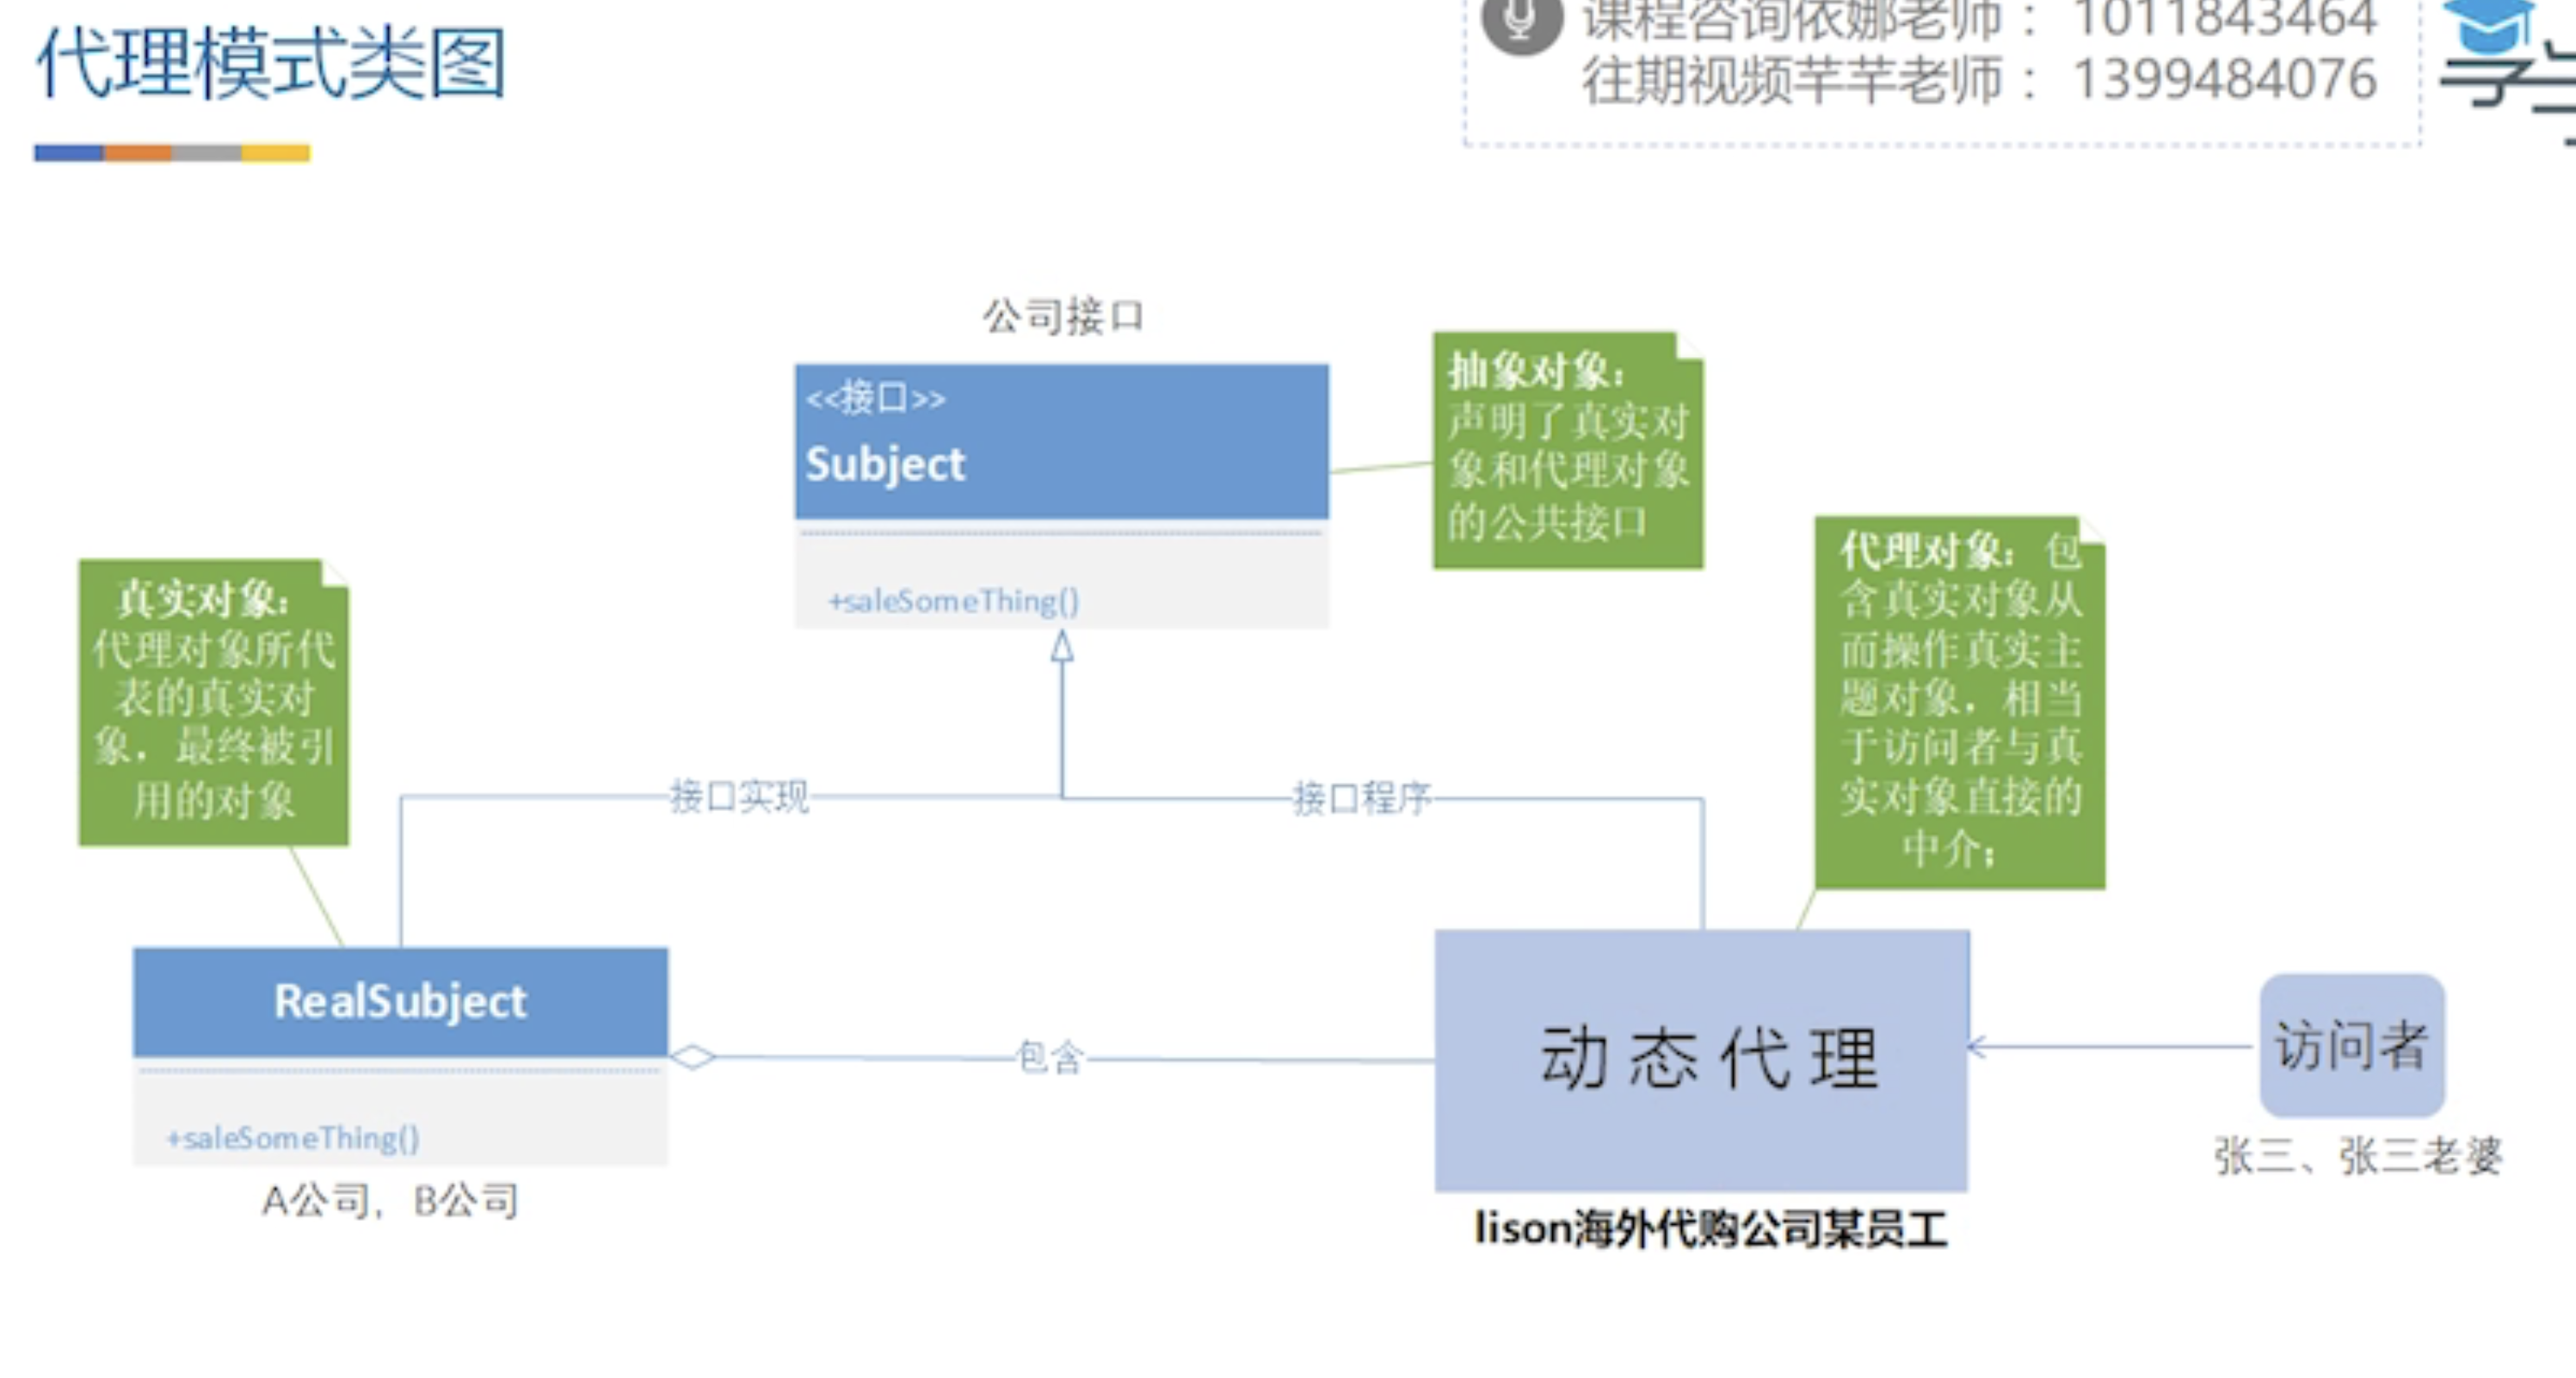 代理模式类图
课程咨询依娜老师：1011843464
往期视频芊芊老师：1399484076
公司接口
<<接口>>
Subject
+saleSomeThing()
抽象对象：
声明了真实对
象和代理对象
的公共接口
真实对象：
代理对象所代
表的真实对
象，最终被引
用的对象
代理对象：包
含真实对象从
而操作真实主
题对象，相当
于访问者与真
实对象直接的
中介；
接口实现
接口程序
RealSubject
+saleSomeThing()
A公司，B公司
包含
动态代理
lison海外代购公司某员工
访问者
张三、张三老婆